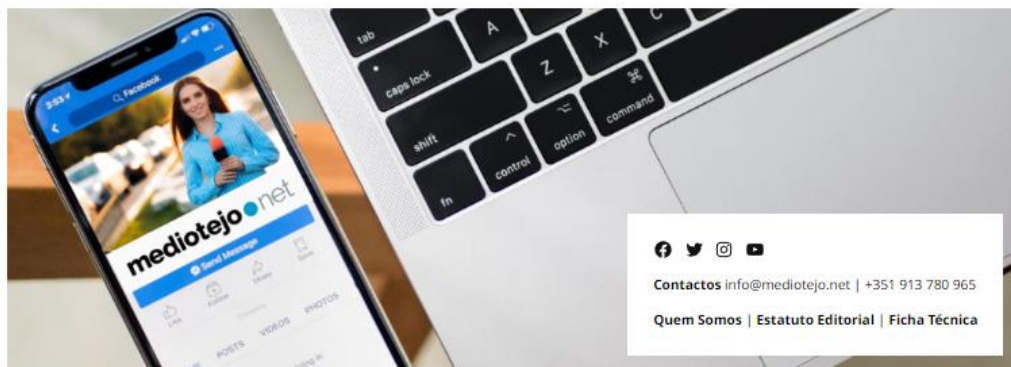 3:53
Facebook
mediotejo net
Send Message
Like
Follow
Share
Save
POSTS
VIDEOS
PHOTOS
tab
A
caps lock
Z
X
C
shift
fn
control
option
⌘
command
Contactos info@mediotejo.net | +351 913 780 965
Quem Somos | Estatuto Editorial | Ficha Técnica